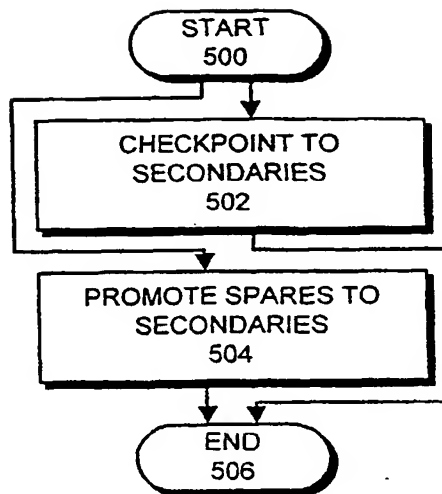 START
500
CHECKPOINT TO
SECONDARIES
502
PROMOTE SPARES TO
SECONDARIES
504
END
506